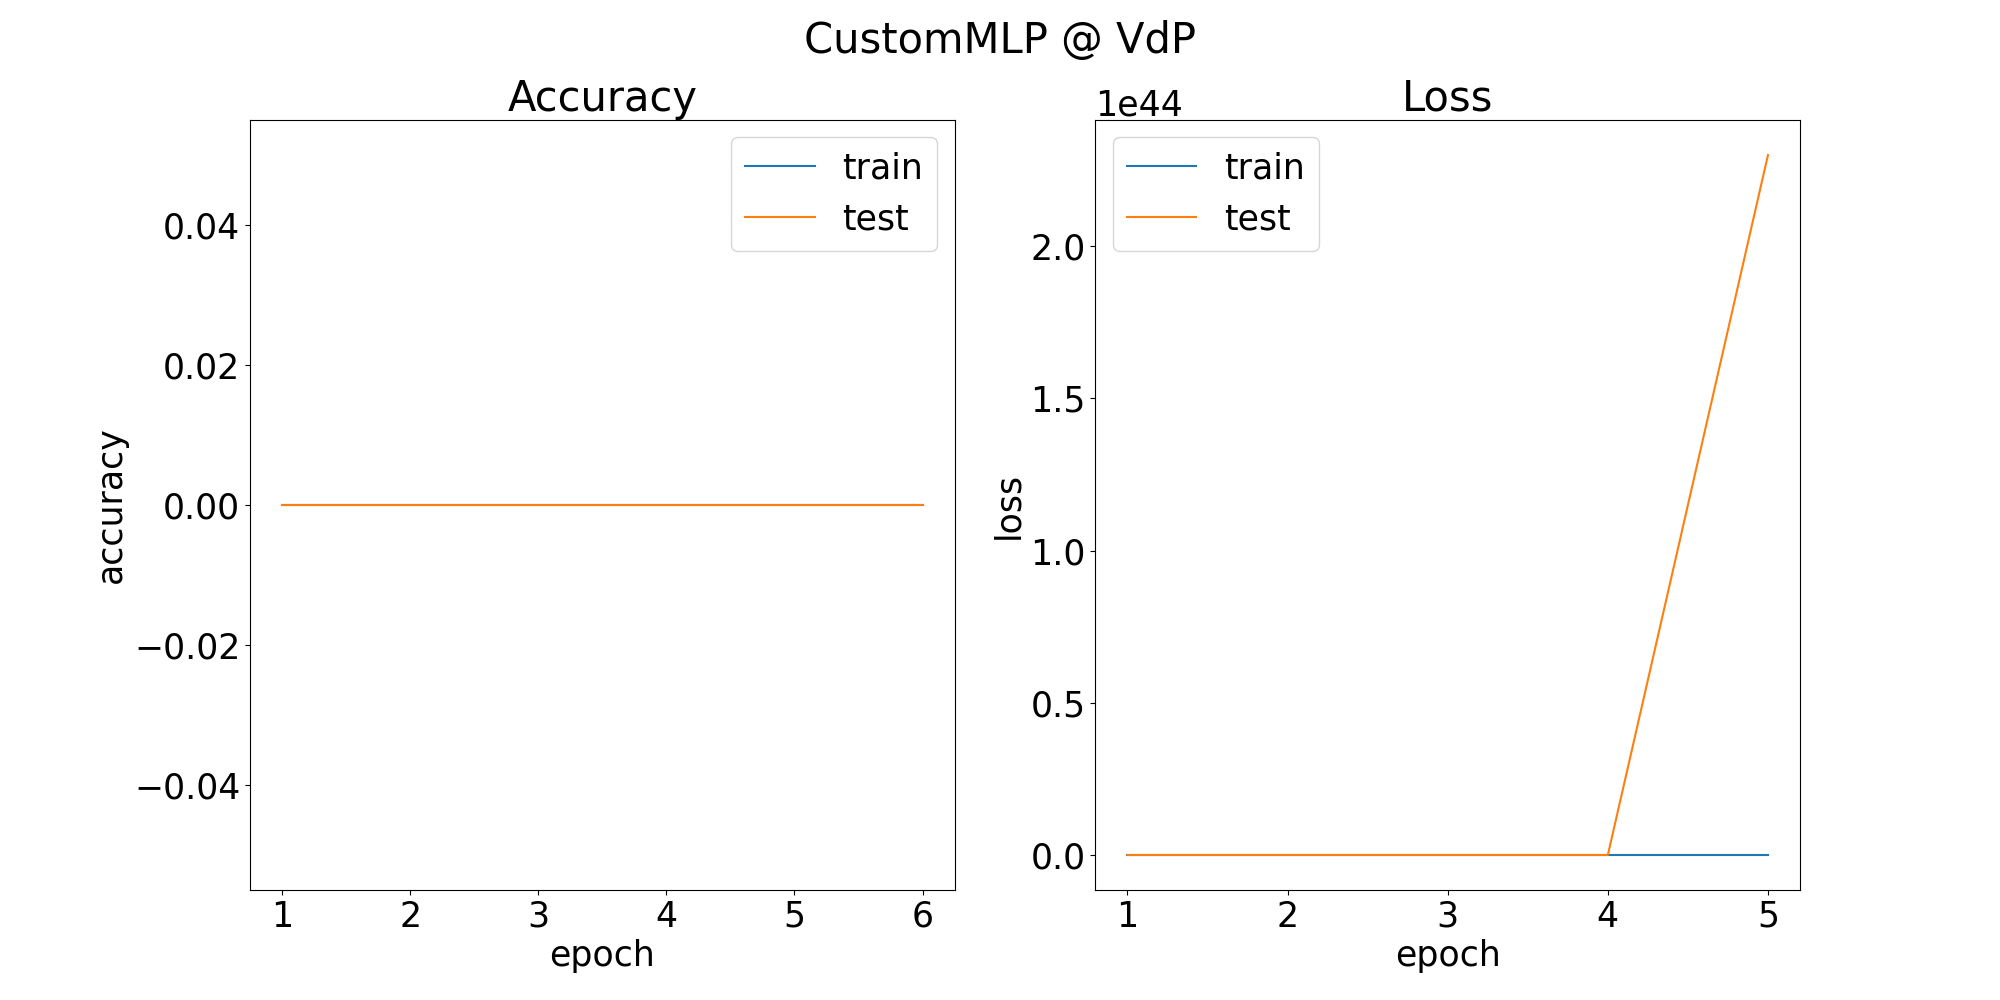 CustomMLP @ VdP
Accuracy
train
test
0.04
0.02
0.00
−0.02
−0.04
accuracy
1 2 3 4 5 6
epoch
Loss
1e44
train
test
2.0
1.5
1.0
0.5
0.0
loss
1 2 3 4 5
epoch